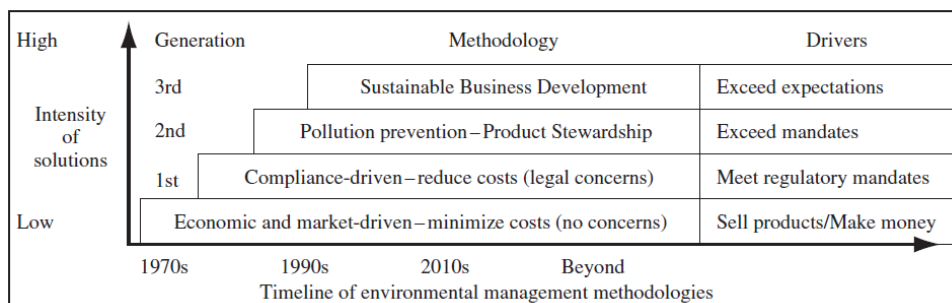 High Generation Methodology Drivers
3rd Sustainable Business Development Exceed expectations
Intensity
of
solutions
2nd Pollution prevention–Product Stewardship Exceed mandates
1st Compliance-driven–reduce costs (legal concerns) Meet regulatory mandates
Low Economic and market-driven–minimize costs (no concerns) Sell products/Make money
1970s 1990s 2010s Beyond
Timeline of environmental management methodologies